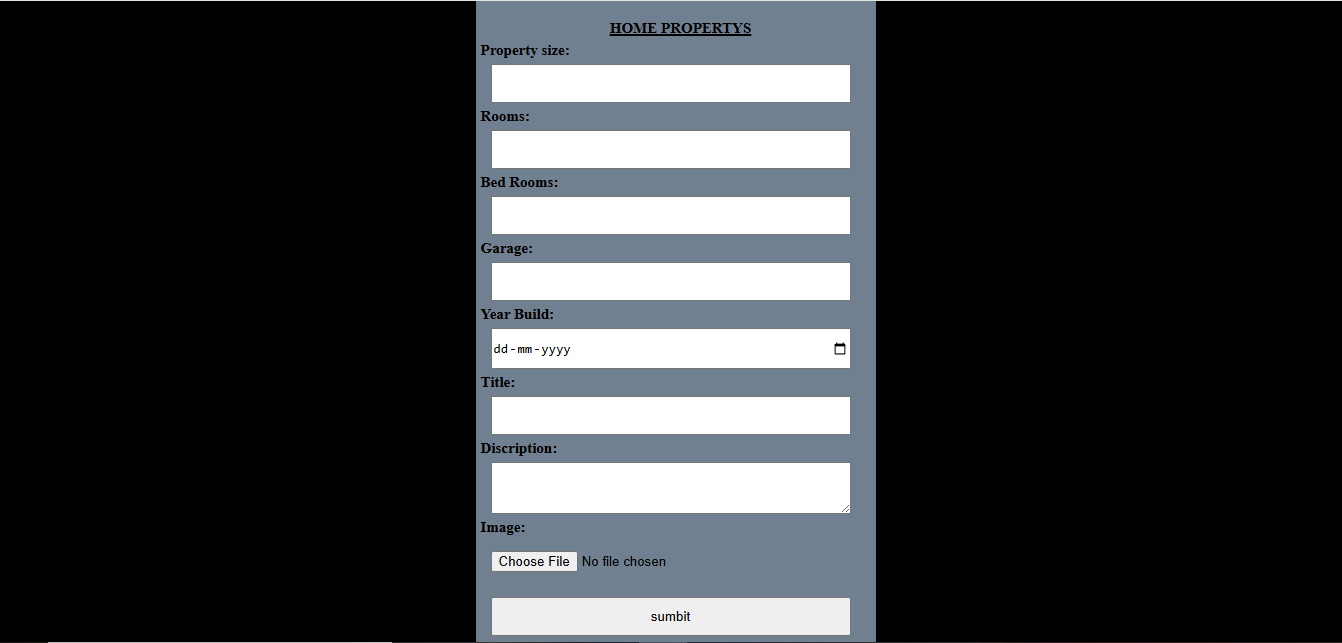 HOME PROPERTYS
Property size:
Rooms:
Bed Rooms:
Garage:
Year Build:
dd-mm-yyyy
Title:
Discription:
Image:
Choose File No file chosen
sumbit